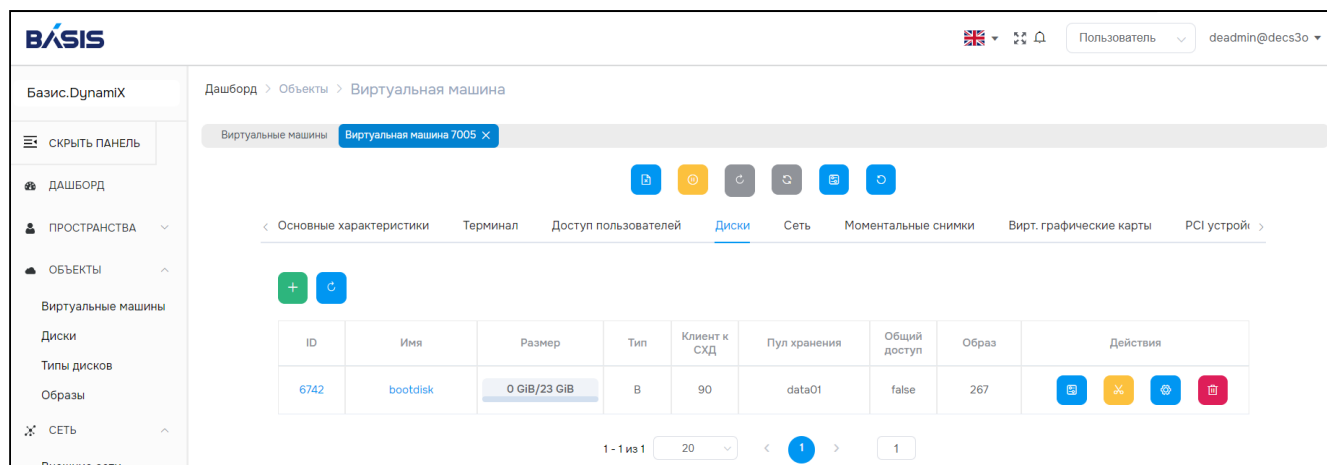 BASIS
Пользователь
deadmin@decs3o
Базис.DynamiX
Дашборд > Объекты > Виртуальная машина
Виртуальные машины
Виртуальная машина 7005 ×
СКРЫТЬ ПАНЕЛЬ
ДАШБОРД
ПРОСТРАНСТВА
ОБЪЕКТЫ
Виртуальные машины
Диски
Типы дисков
Образы
СЕТЬ
Основные характеристики Терминал Доступ пользователей Диски Сеть Моментальные снимки Вирт. графические карты PCI устрой
ID Имя Размер Тип Клиент к СХД Пул хранения Общий доступ Образ Действия
6742 bootdisk 0 GiB/23 GiB B 90 data01 false 267
1 - 1 из 1 20 < 1 > 1